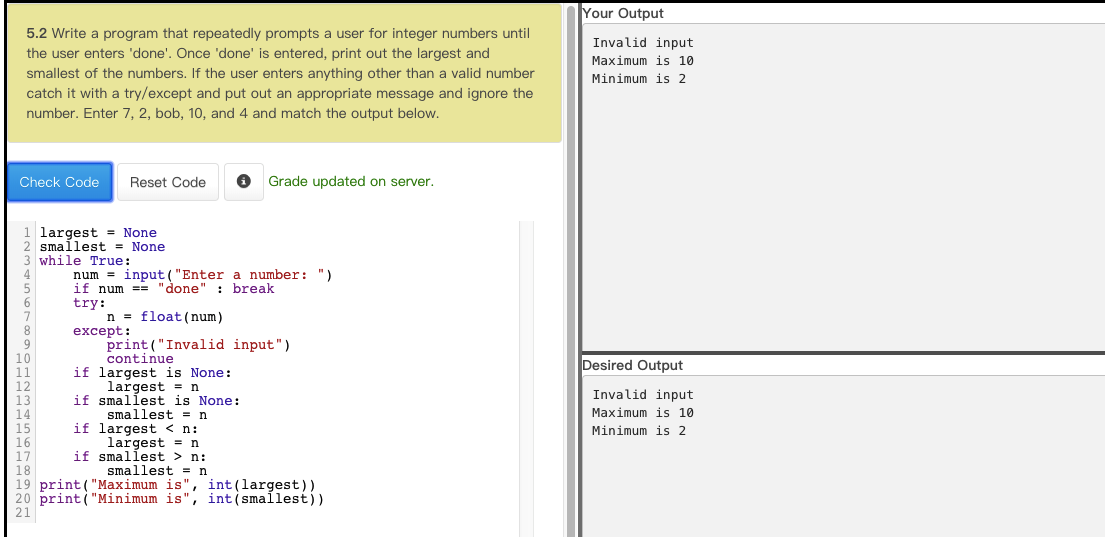 5.2 Write a program that repeatedly prompts a user for integer numbers until
the user enters 'done'. Once 'done' is entered, print out the largest and
smallest of the numbers. If the user enters anything other than a valid number
catch it with a try/except and put out an appropriate message and ignore the
number. Enter 7, 2, bob, 10, and 4 and match the output below.
Check Code Reset Code Grade updated on server.
1 largest = None
2 smallest = None
3 while True:
4     num = input("Enter a number: ")
5     if num == "done" : break
6     try:
7         n = float(num)
8     except:
9         print("Invalid input")
10         continue
11     if largest is None:
12         largest = n
13     if smallest is None:
14         smallest = n
15     if largest < n:
16         largest = n
17     if smallest > n:
18         smallest = n
19 print("Maximum is", int(largest))
20 print("Minimum is", int(smallest))
21
Your Output
Invalid input
Maximum is 10
Minimum is 2
Desired Output
Invalid input
Maximum is 10
Minimum is 2